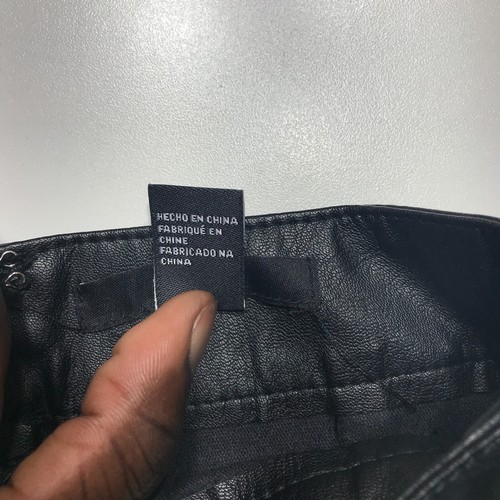 HECHO EN CHINA
FABRIQUÉ EN
CHINE
FABRICADO NA
CHINA